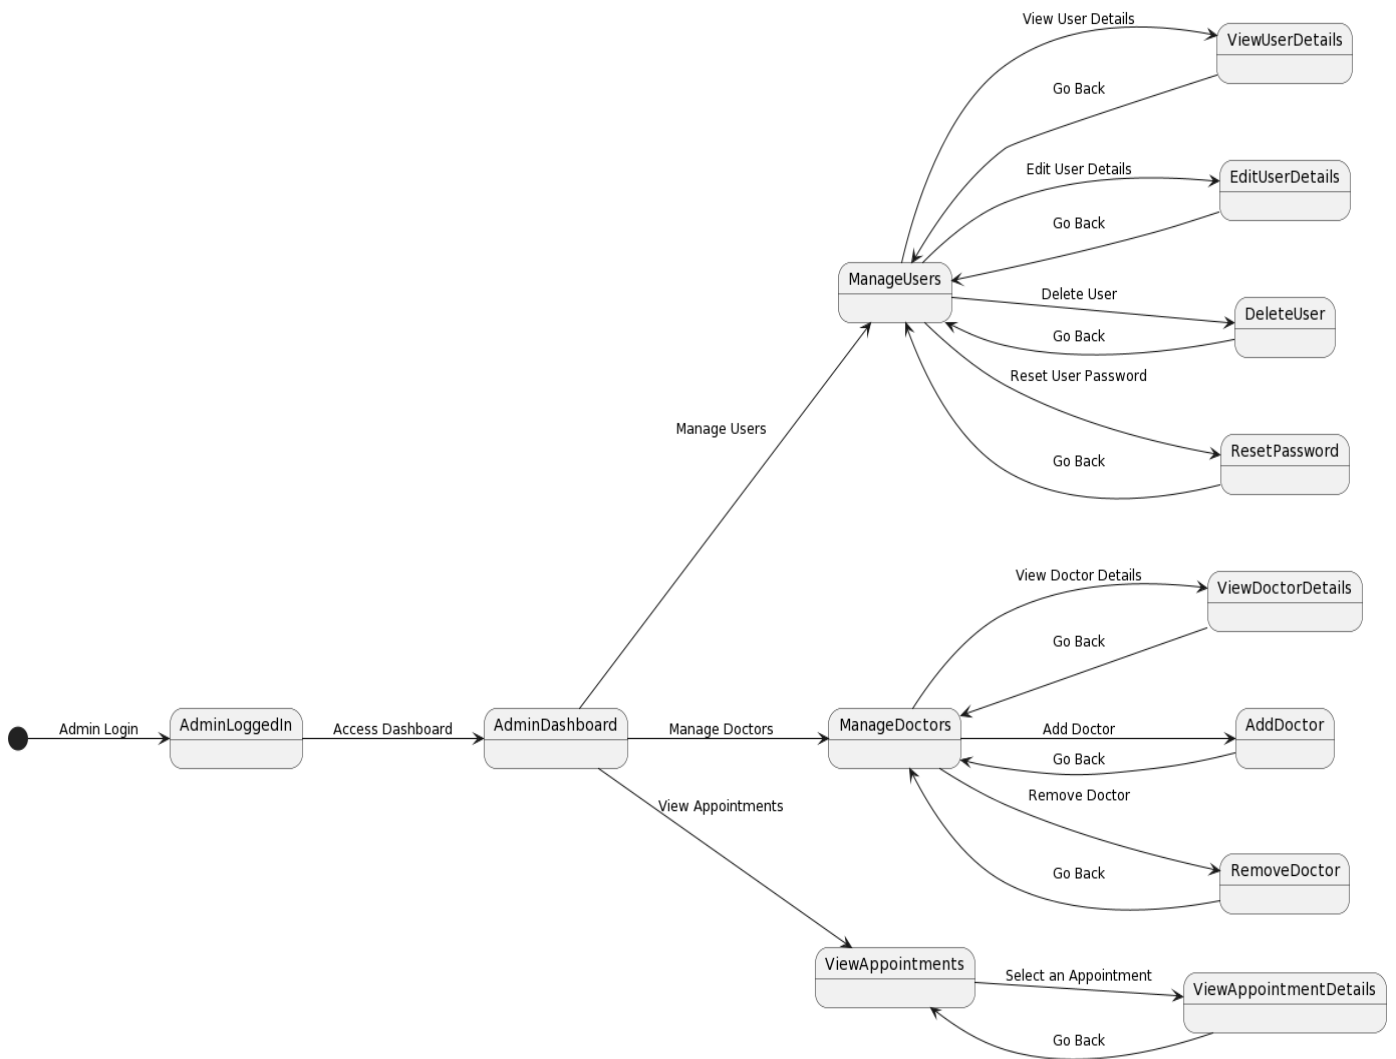 View User Details
ViewUserDetails
Go Back
Edit User Details
EditUserDetails
Go Back
ManageUsers
Delete User
DeleteUser
Go Back
Reset User Password
Manage Users
ResetPassword
Go Back
View Doctor Details
ViewDoctorDetails
Go Back
Admin Login
AdminLoggedIn
Access Dashboard
AdminDashboard
Manage Doctors
ManageDoctors
Add Doctor
AddDoctor
Go Back
Remove Doctor
View Appointments
RemoveDoctor
Go Back
ViewAppointments
Select an Appointment
ViewAppointmentDetails
Go Back